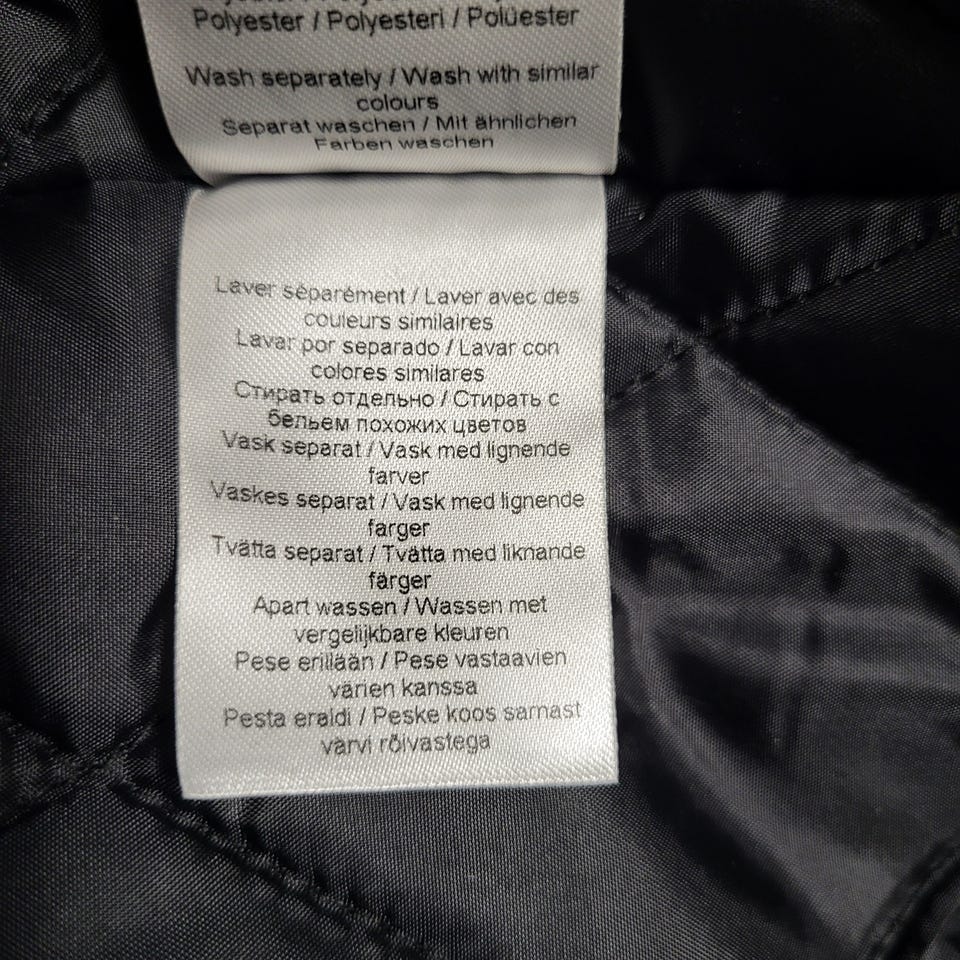 Polyester / Polyesteri / Polüester
Wash separately / Wash with similar
colours
Separat waschen / Mit ähnlichen
Farben waschen
Laver séparément / Laver avec des
couleurs similaires
Lavar por separado / Lavar con
colores similares
Стирать отдельно / Стирать с
бельем похожих цветов
Vask separat / Vask med lignende
farver
Vaskes separat / Vask med lignende
farger
Tvätta separat / Tvätta med liknande
färger
Apart wassen / Wassen met
vergelijkbare kleuren
Pese erillään / Pese vastaavien
värien kanssa
Pesta eraldi / Peske koos sarnast
värvi rõivastega